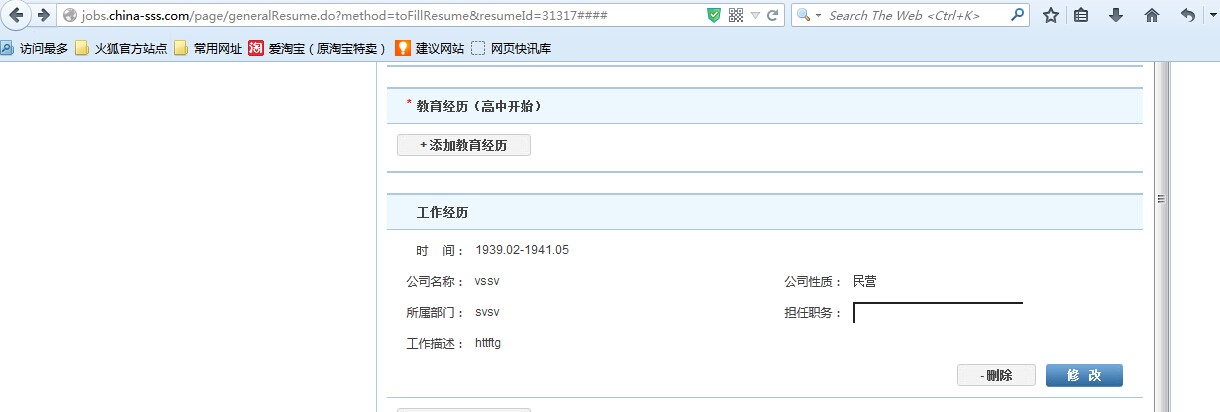 jobs.china-sss.com/page/generalResume.do?method=toFillResume&resumeId=31317####
Search The Web <Ctrl+K>
访问最多 火狐官方站点 常用网址 淘 爱淘宝（原淘宝特卖） 建议网站 网页快讯库
* 教育经历（高中开始）
+添加教育经历
工作经历
时 间： 1939.02-1941.05
公司名称： vssv 公司性质： 民营
所属部门： svsv 担任职务：
工作描述： httftg
-删除 修 改